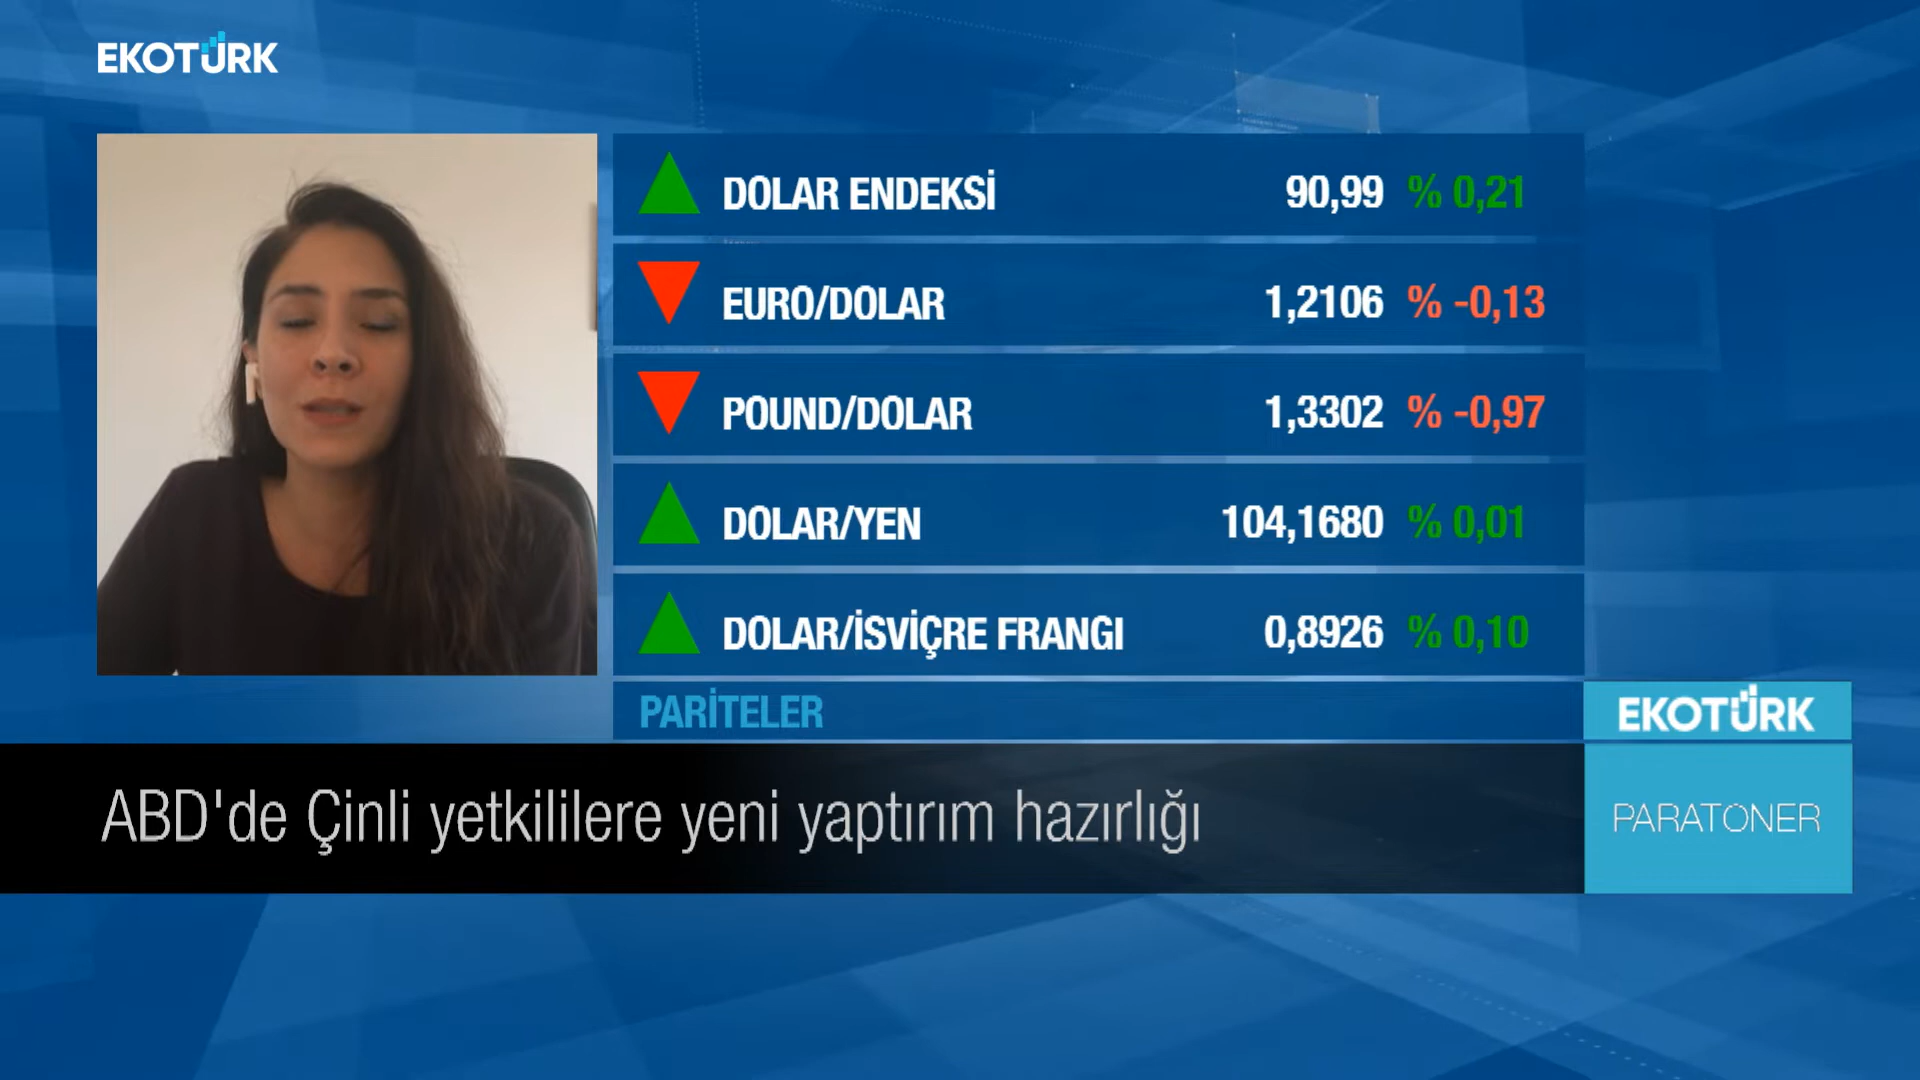 EKOTÜRK
DOLAR ENDEKSİ 90,99 % 0,21
EURO/DOLAR 1,2106 % -0,13
POUND/DOLAR 1,3302 % -0,97
DOLAR/YEN 104,1680 % 0,01
DOLAR/İSVİÇRE FRANGI 0,8926 % 0,10
PARİTELER
EKOTÜRK
ABD'de Çinli yetkililere yeni yaptırım hazırlığı
PARATONER